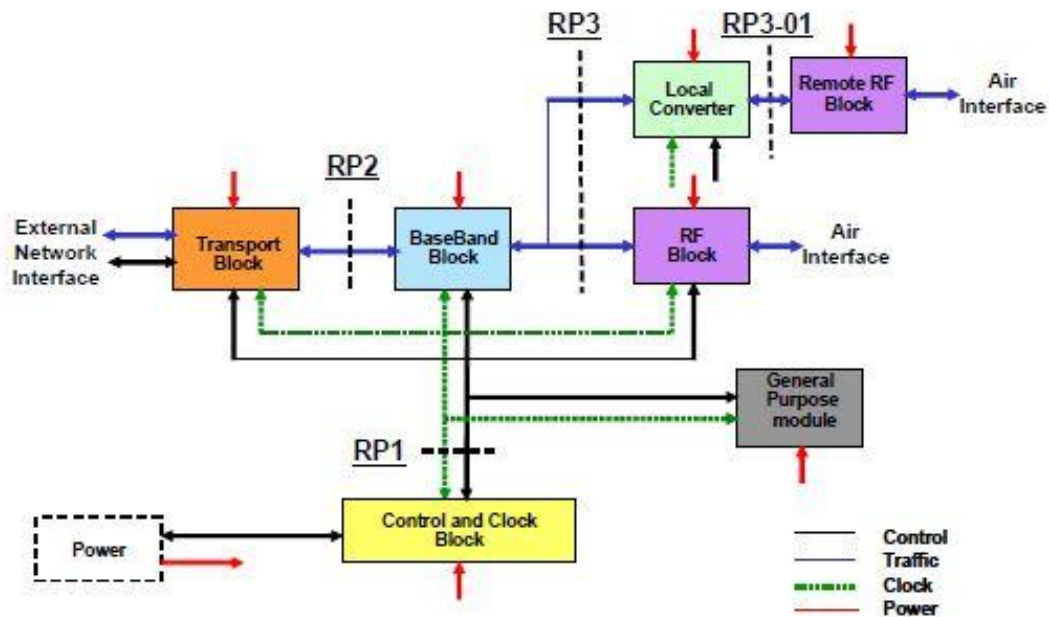 RP3
RP3-01
Local
Converter
Remote RF
Block
Air
Interface
RP2
External
Network
Interface
Transport
Block
BaseBand
Block
RF
Block
Air
Interface
General
Purpose
module
RP1
Control and Clock
Block
Power
Control
Traffic
Clock
Power